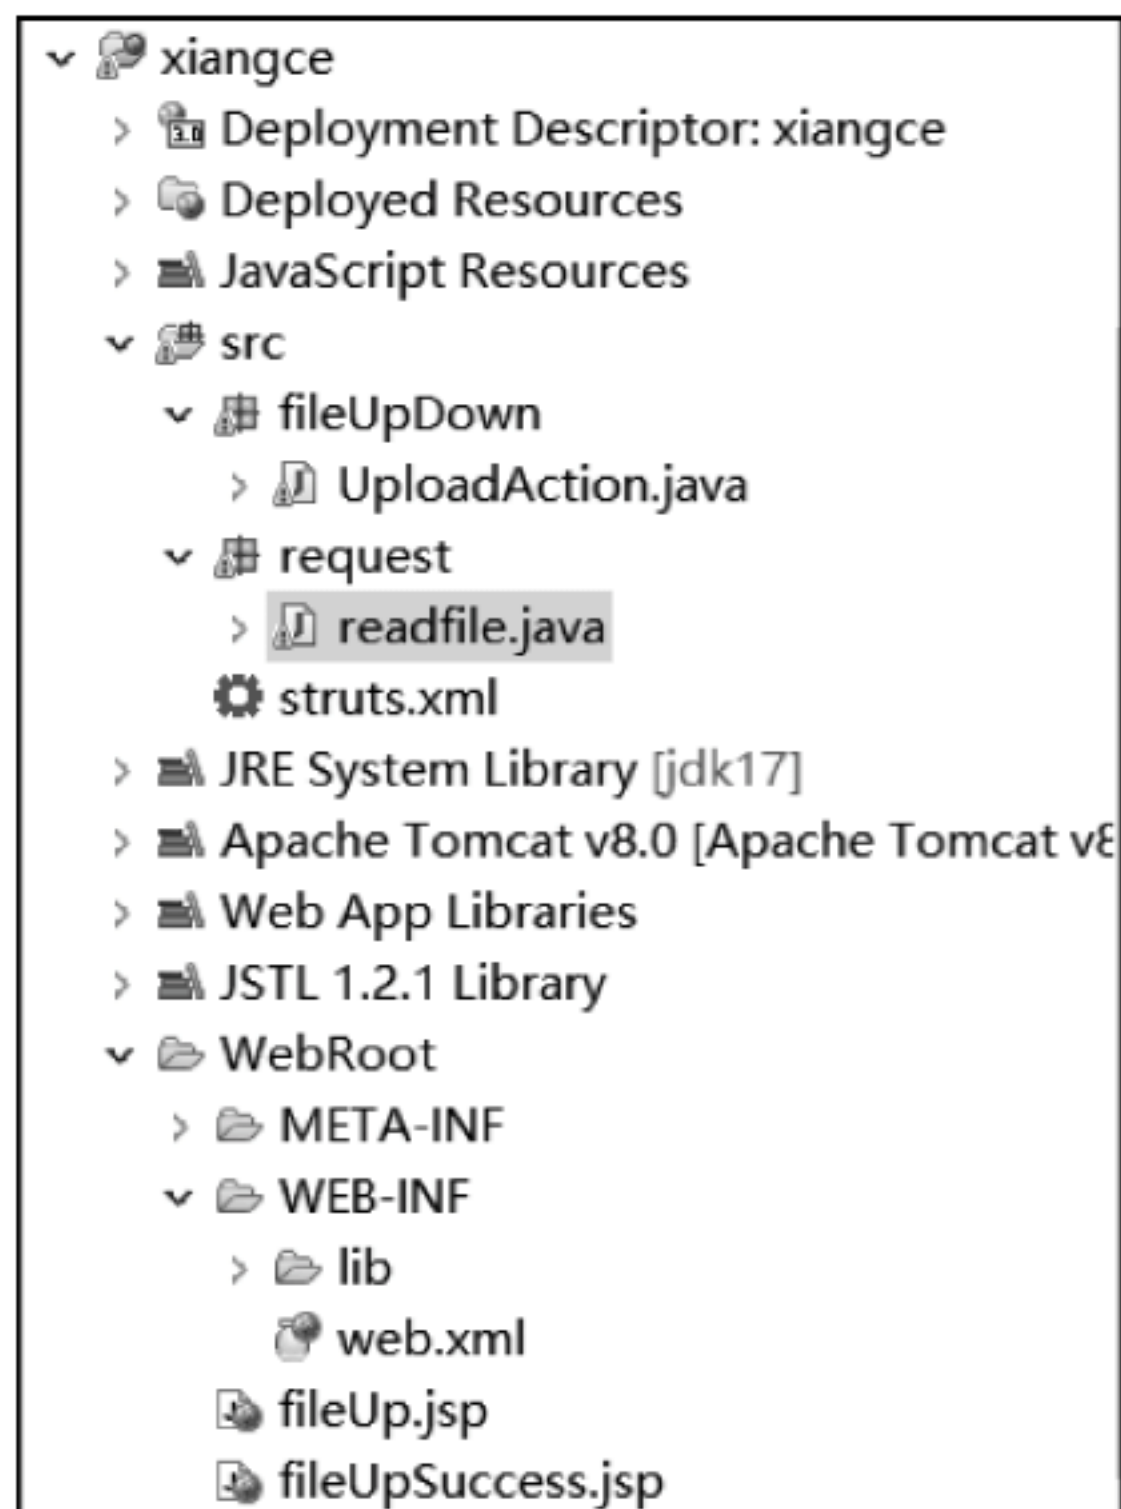 xiangce
Deployment Descriptor: xiangce
Deployed Resources
JavaScript Resources
src
fileUpDown
UploadAction.java
request
readfile.java
struts.xml
JRE System Library [jdk17]
Apache Tomcat v8.0 [Apache Tomcat v8
Web App Libraries
JSTL 1.2.1 Library
WebRoot
META-INF
WEB-INF
lib
web.xml
fileUp.jsp
fileUpSuccess.jsp